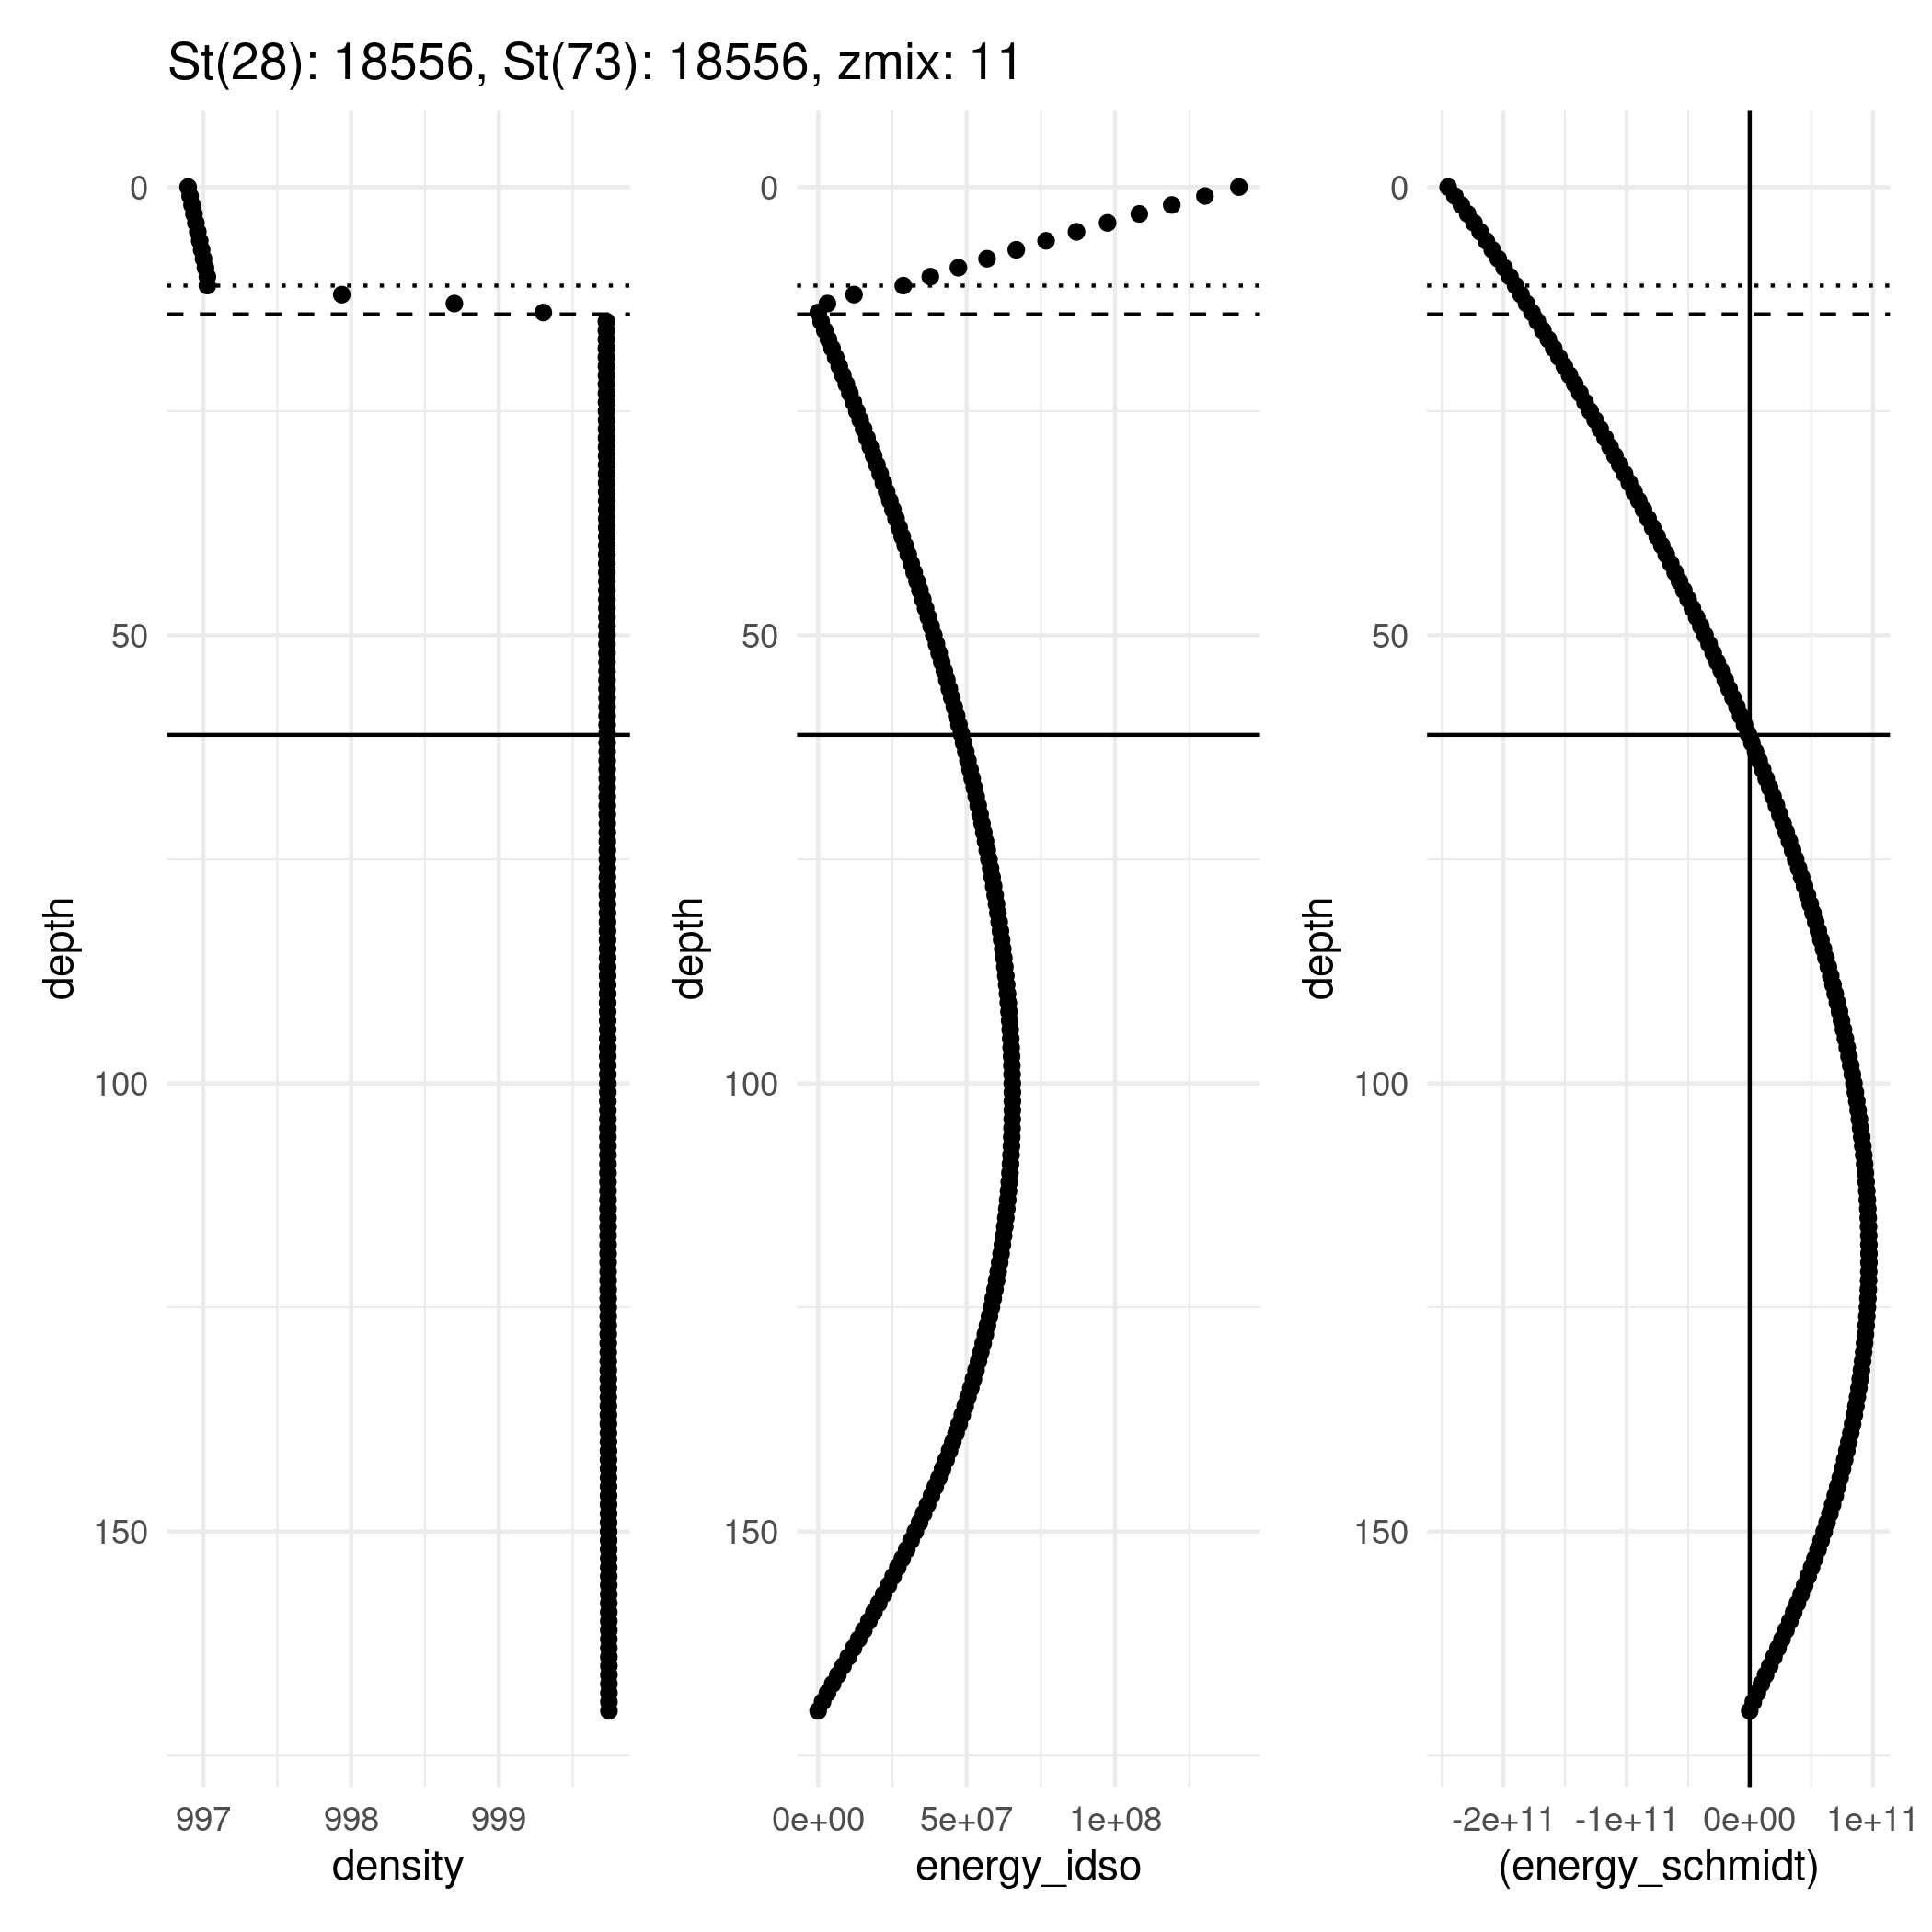 St(28): 18556, St(73): 18556, zmix: 11
0
50
100
150
depth
997 998 999
density
0
50
100
150
depth
0e+00 5e+07 1e+08
energy_idso
0
50
100
150
depth
-2e+11 -1e+11 0e+00 1e+11
(energy_schmidt)